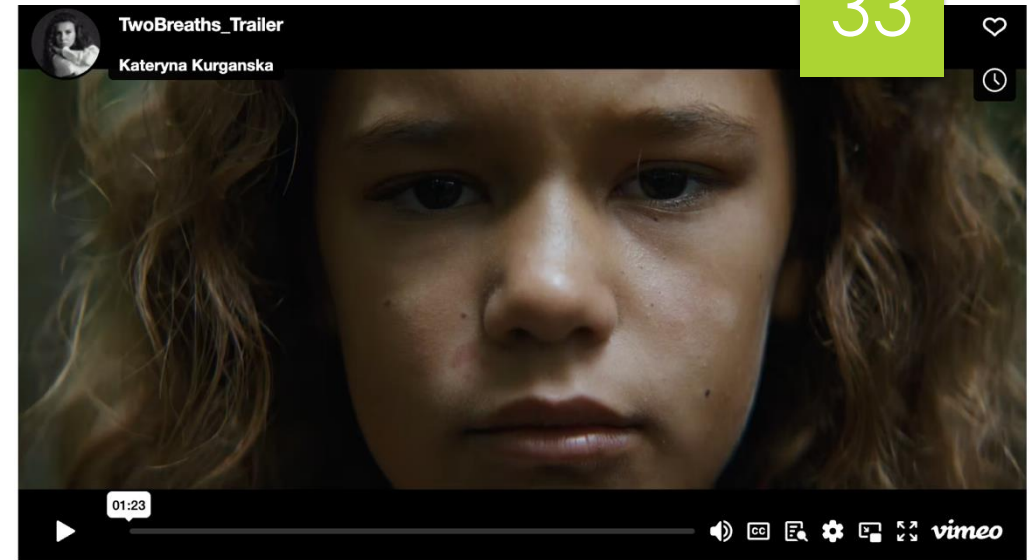 TwoBreaths_Trailer
33
Kateryna Kurganska
01:23
CC
vimeo